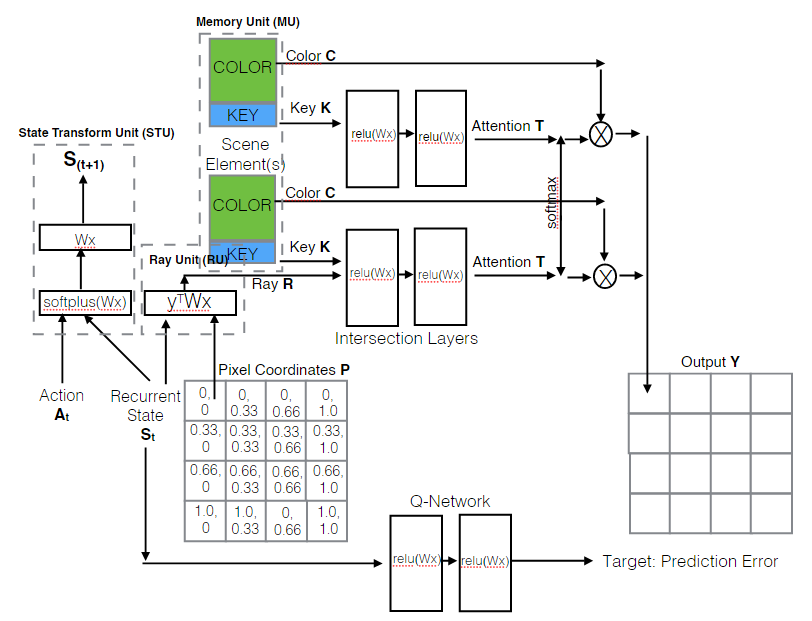 Memory Unit (MU)
COLOR
Color C
KEY
Key K
relu(Wx)
relu(Wx)
Attention T
Scene
Element(s)
State Transform Unit (STU)
S(t+1)
Wx
softplus(Wx)
COLOR
Color C
softmax
KEY
Key K
Ray Unit (RU)
Ray R
yTWx
relu(Wx)
relu(Wx)
Attention T
Intersection Layers
Action
At
Recurrent
State
St
Pixel Coordinates P
0, 0, 0, 0,
0 0.33 0.66 1.0
0.33, 0.33, 0.33, 0.33,
0 0.33 0.66 1.0
0.66, 0.66, 0.66, 0.66,
0 0.33 0.66 1.0
1.0, 1.0, 0, 1.0,
0 0.33 0.66 1.0
Output Y
Q-Network
relu(Wx)
relu(Wx)
Target: Prediction Error